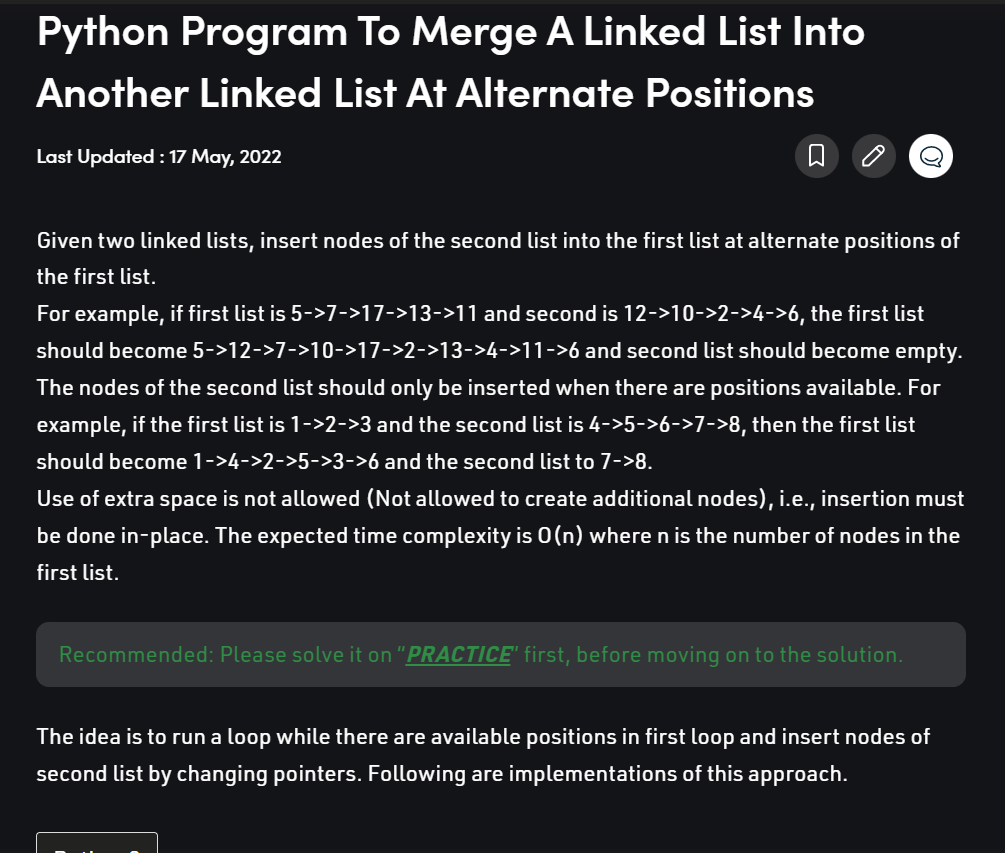 Python Program To Merge A Linked List Into
Another Linked List At Alternate Positions
Last Updated : 17 May, 2022
Given two linked lists, insert nodes of the second list into the first list at alternate positions of
the first list.
For example, if first list is 5->7->17->13->11 and second is 12->10->2->4->6, the first list
should become 5->12->7->10->17->2->13->4->11->6 and second list should become empty.
The nodes of the second list should only be inserted when there are positions available. For
example, if the first list is 1->2->3 and the second list is 4->5->6->7->8, then the first list
should become 1->4->2->5->3->6 and the second list to 7->8.
Use of extra space is not allowed (Not allowed to create additional nodes), i.e., insertion must
be done in-place. The expected time complexity is O(n) where n is the number of nodes in the
first list.
Recommended: Please solve it on “PRACTICE” first, before moving on to the solution.
The idea is to run a loop while there are available positions in first loop and insert nodes of
second list by changing pointers. Following are implementations of this approach.